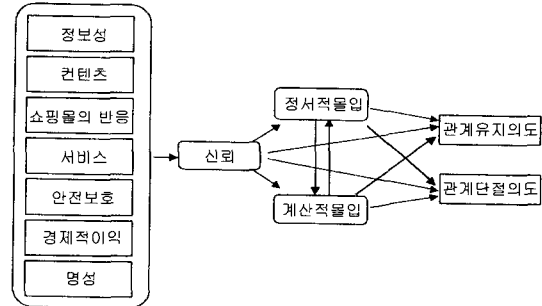 정보성
컨텐츠
쇼핑몰의 반응
서비스
안전보호
경제적이익
명성
신뢰
정서적몰입
계산적몰입
관계유지의도
관계단절의도